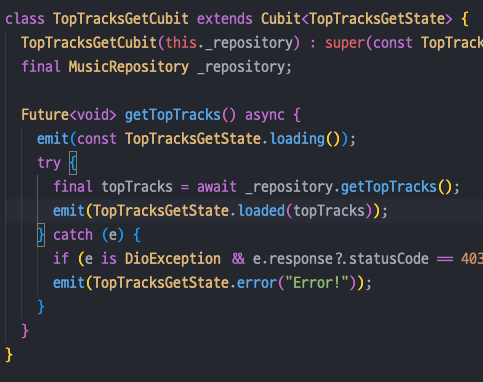 class TopTracksGetCubit extends Cubit<TopTracksGetState> {
  TopTracksGetCubit(this._repository) : super(const TopTrack
  final MusicRepository _repository;
  Future<void> getTopTracks() async {
    emit(const TopTracksGetState.loading());
    try {
      final topTracks = await _repository.getTopTracks();
      emit(TopTracksGetState.loaded(topTracks));
    } catch (e) {
      if (e is DioException && e.response?.statusCode == 403
      emit(TopTracksGetState.error("Error!"));
    }
  }
}